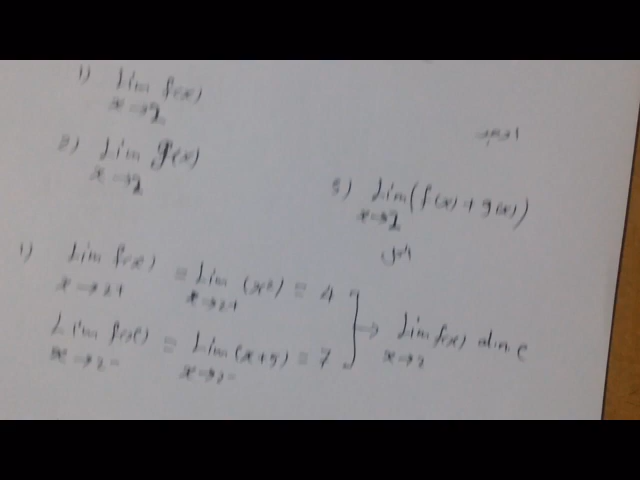 1) Lim f(x)
x→2
2) Lim g(x)
x→2
3) Lim(f(x)+g(x))
x→2
1) Lim f(x) = Lim (x²) = 4
x→2+ x→2+
Lim f(x) = Lim (x+5) = 7 → Lim f(x) d.n.e
x→2- x→2- x→2